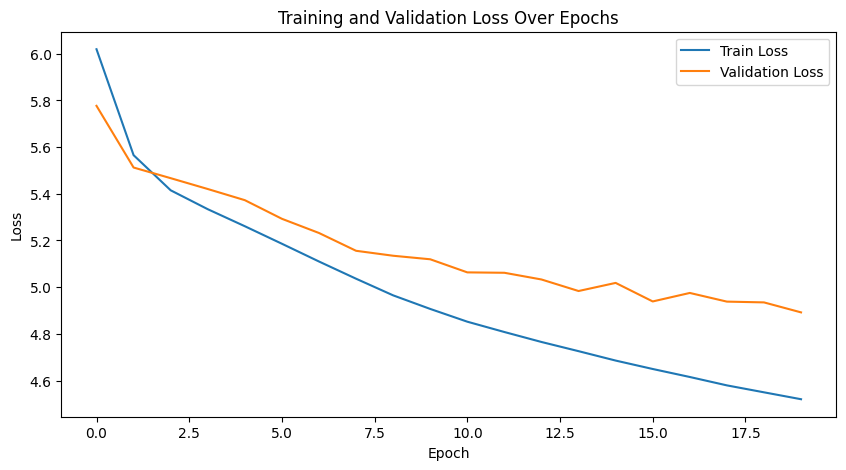 Training and Validation Loss Over Epochs
Train Loss
Validation Loss
Loss
6.0
5.8
5.6
5.4
5.2
5.0
4.8
4.6
0.0 2.5 5.0 7.5 10.0 12.5 15.0 17.5
Epoch